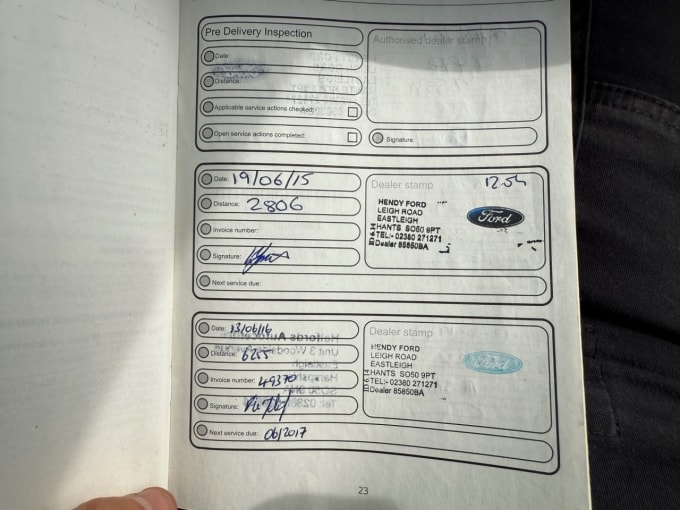 Pre Delivery Inspection
Authorised dealer stamp
Date:
Distance:
Applicable service actions checked:
Open service actions completed:
Signature:
Date: 19/06/15
Distance: 2806
Invoice number:
Signature:
Next service due:
Dealer stamp
12.54
HENDY FORD
LEIGH ROAD
EASTLEIGH
HANTS SO50 9PT
TEL:- 02380 271271
Dealer 85850BA
Ford
Date: 13/06/16
Distance:
Invoice number: 49370
Signature:
Next service due: 06/2017
Dealer stamp
HENDY FORD
LEIGH ROAD
EASTLEIGH
HANTS SO50 9PT
TEL:- 02380 271271
Dealer 85850BA
Ford
23